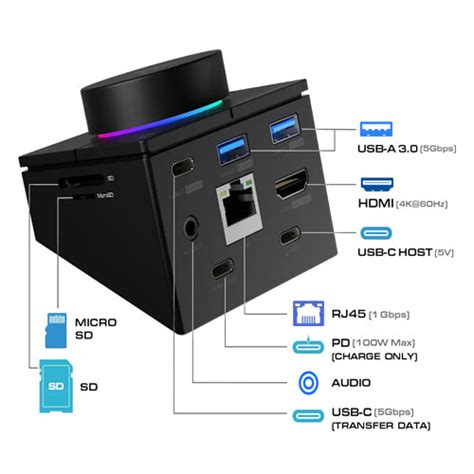 SD
MicroSD
USB-A 3.0 (5Gbps)
HDMI (4K@60Hz)
USB-C HOST (5V)
RJ45 (1 Gbps)
PD (100W Max)
(CHARGE ONLY)
AUDIO
USB-C (5Gbps)
(TRANSFER DATA)
MICRO
SD
SD
SD